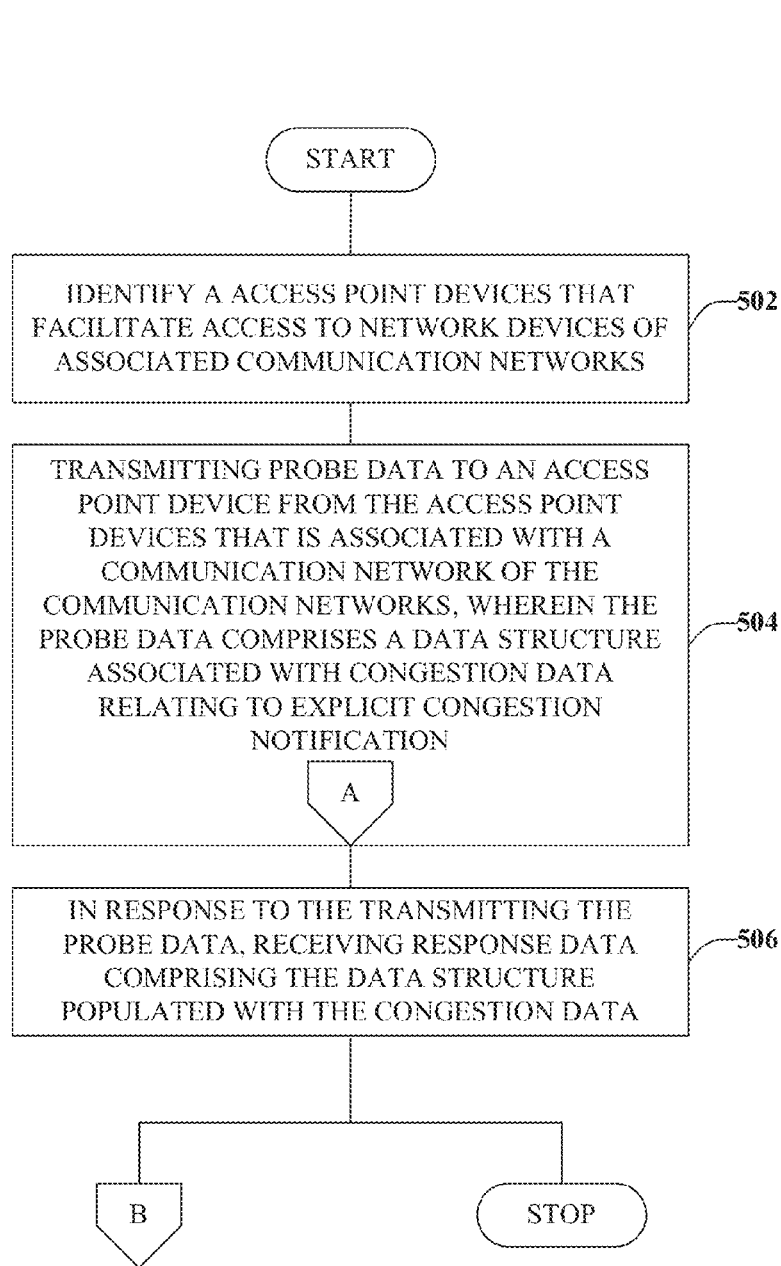 START
IDENTIFY A ACCESS POINT DEVICES THAT
FACILITATE ACCESS TO NETWORK DEVICES OF
ASSOCIATED COMMUNICATION NETWORKS
502
TRANSMITTING PROBE DATA TO AN ACCESS
POINT DEVICE FROM THE ACCESS POINT
DEVICES THAT IS ASSOCIATED WITH A
COMMUNICATION NETWORK OF THE
COMMUNICATION NETWORKS, WHEREIN THE
PROBE DATA COMPRISES A DATA STRUCTURE
ASSOCIATED WITH CONGESTION DATA
RELATING TO EXPLICIT CONGESTION
NOTIFICATION
504
A
IN RESPONSE TO THE TRANSMITTING THE
PROBE DATA, RECEIVING RESPONSE DATA
COMPRISING THE DATA STRUCTURE
POPULATED WITH THE CONGESTION DATA
506
B
STOP